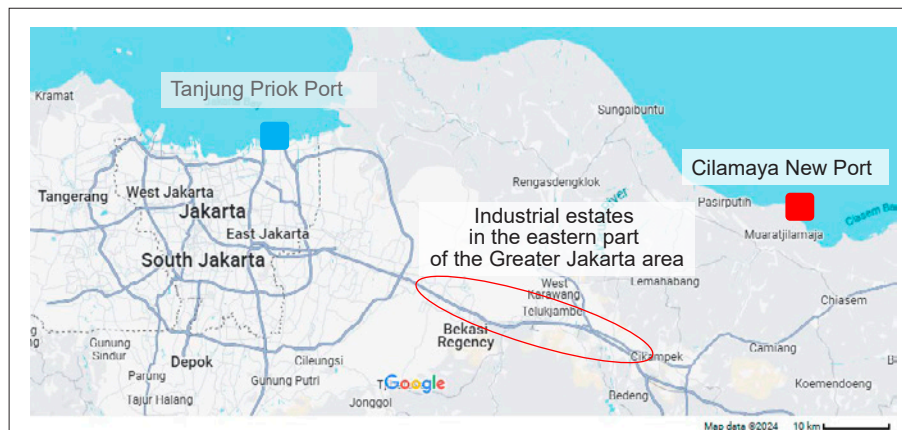 Tanjung Priok Port
Kramat
Sungaibuntu
Cilamaya New Port
Rengasdengklok
Tangerang
West Jakarta
Jakarta
Pasirputih
Ciasem Ba
Muaratjilamaja
East Jakarta
South Jakarta
Industrial estates
in the eastern part
of the Greater Jakarta area
West
Karawang
Lemahabang
Telukjambe
Chiasem
Bekasi
Regency
Gunung
Sindur
Depok
Cileungsi
Cikampek
Camiang
Parung
Gunung Putri
Google
Koemendoeng
Tajur Halang
Jonggol
Bedeng
Map data ©2024 10 km